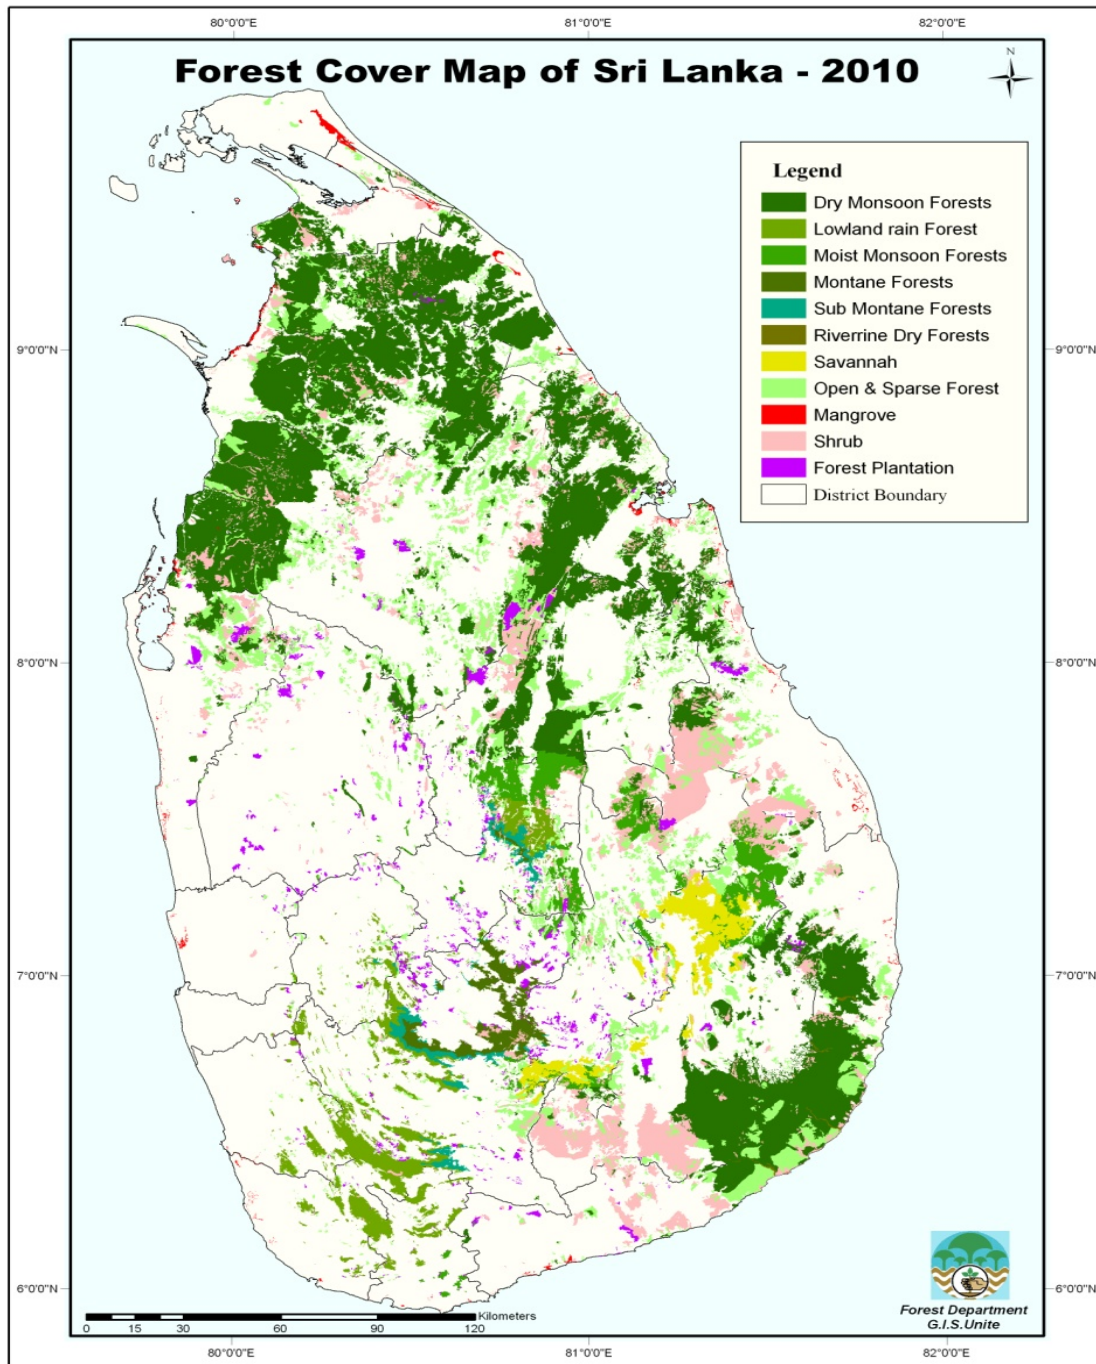 80°0'0"E 81°0'0"E 82°0'0"E
Forest Cover Map of Sri Lanka - 2010
N
Legend
Dry Monsoon Forests
Lowland rain Forest
Moist Monsoon Forests
Montane Forests
Sub Montane Forests
Riverrine Dry Forests
Savannah
Open & Sparse Forest
Mangrove
Shrub
Forest Plantation
District Boundary
9°0'0"N 9°0'0"N
8°0'0"N 8°0'0"N
7°0'0"N 7°0'0"N
6°0'0"N 6°0'0"N
Forest Department
G.I.S.Unite
Kilometers
0 15 30 60 90 120
80°0'0"E 81°0'0"E 82°0'0"E